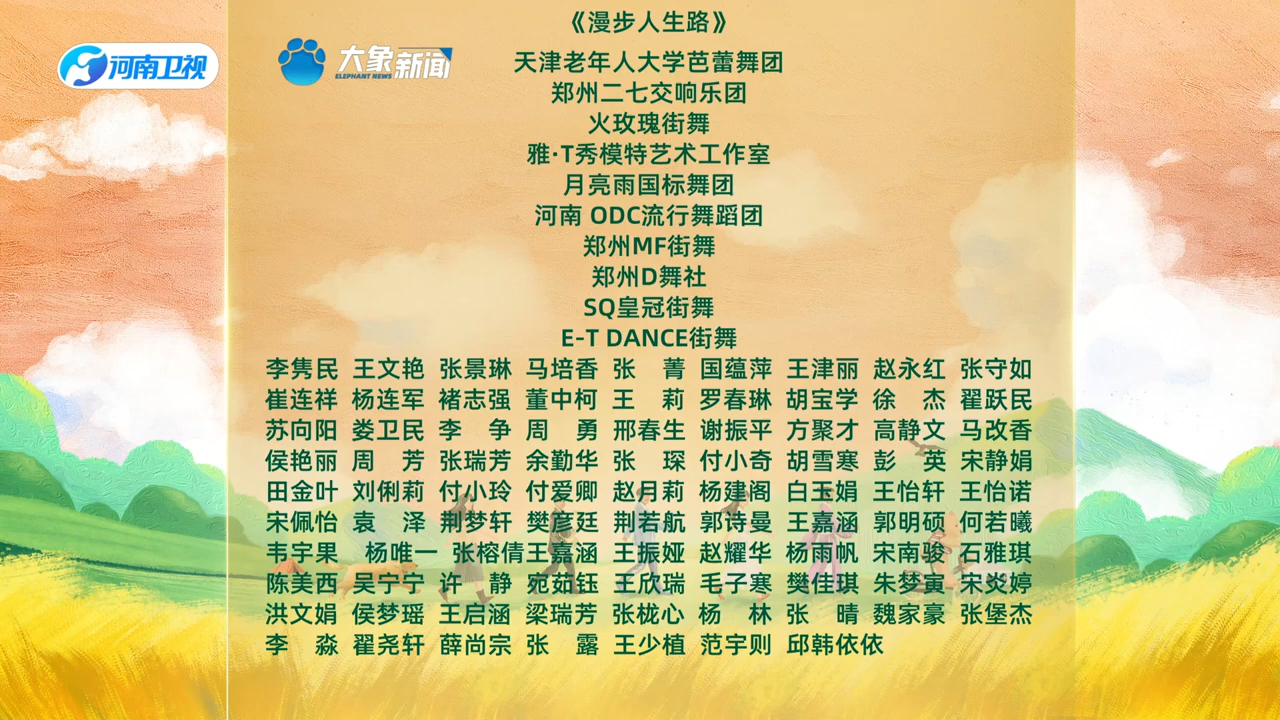 《漫步人生路》
河南卫视
大象新闻
ELEPHANT NEWS
天津老年人大学芭蕾舞团
郑州二七交响乐团
火玫瑰街舞
雅·T秀模特艺术工作室
月亮雨国标舞团
河南 ODC流行舞蹈团
郑州MF街舞
郑州D舞社
SQ皇冠街舞
E-T DANCE街舞
李隽民 王文艳 张景琳 马培香 张 菁 国蕴萍 王津丽 赵永红 张守如
崔连祥 杨连军 褚志强 董中柯 王 莉 罗春琳 胡宝学 徐 杰 翟跃民
苏向阳 娄卫民 李 争 周 勇 邢春生 谢振平 方聚才 高静文 马改香
侯艳丽 周 芳 张瑞芳 余勤华 张 琛 付小奇 胡雪寒 彭 英 宋静娟
田金叶 刘俐莉 付小玲 付爱卿 赵月莉 杨建阁 白玉娟 王怡轩 王怡诺
宋佩怡 袁 泽 荆梦轩 樊彦廷 荆若航 郭诗曼 王嘉涵 郭明硕 何若曦
韦宇果 杨唯一 张榕倩王嘉涵 王振娅 赵耀华 杨雨帆 宋南骏 石雅琪
陈美西 吴宁宁 许 静 宛茹钰 王欣瑞 毛子寒 樊佳琪 朱梦寅 宋炎婷
洪文娟 侯梦瑶 王启涵 梁瑞芳 张栊心 杨 林 张 晴 魏家豪 张堡杰
李 淼 翟尧轩 薛尚宗 张 露 王少植 范宇则 邱韩依依